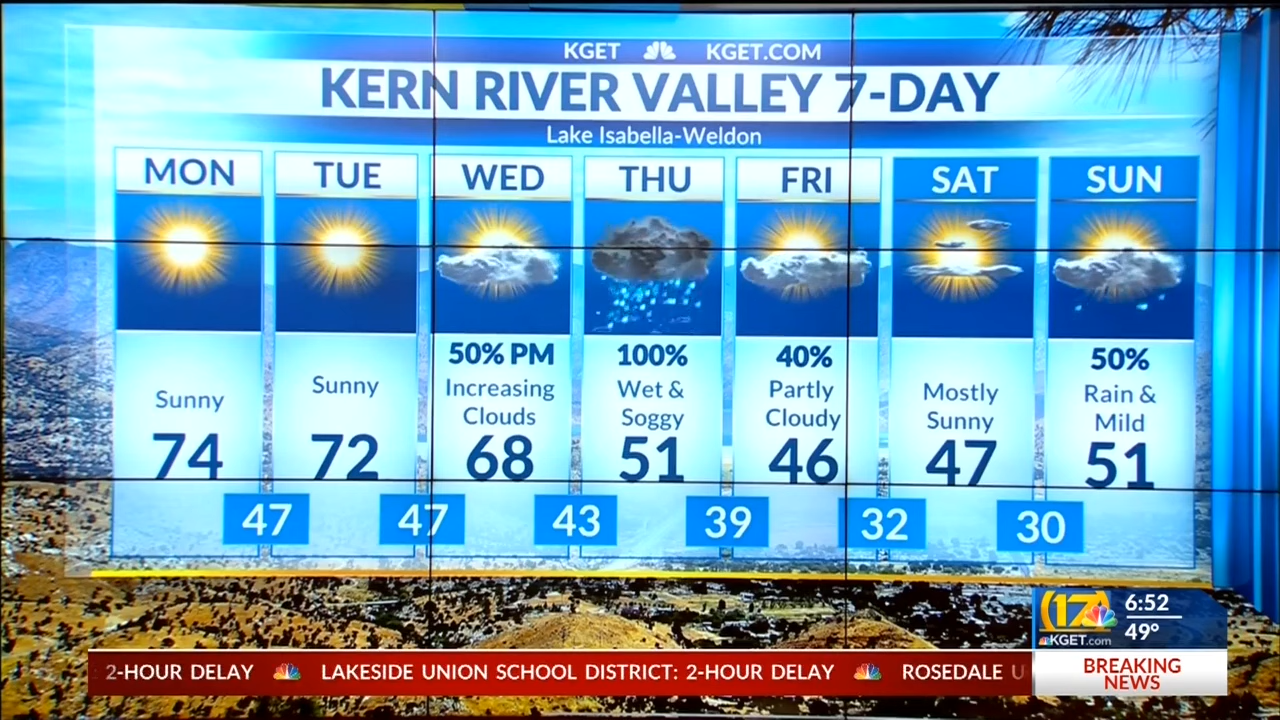 KGET KGET.COM
KERN RIVER VALLEY 7-DAY
Lake Isabella-Weldon
MON TUE WED THU FRI SAT SUN
50% PM 100% 40% 50%
Sunny Sunny Increasing Clouds Wet & Soggy Partly Cloudy Mostly Sunny Rain & Mild
74 72 68 51 46 47 51
47 47 43 39 32 30
17 KGET.com
6:52
49°
2-HOUR DELAY LAKESIDE UNION SCHOOL DISTRICT: 2-HOUR DELAY ROSEDALE U
BREAKING
NEWS